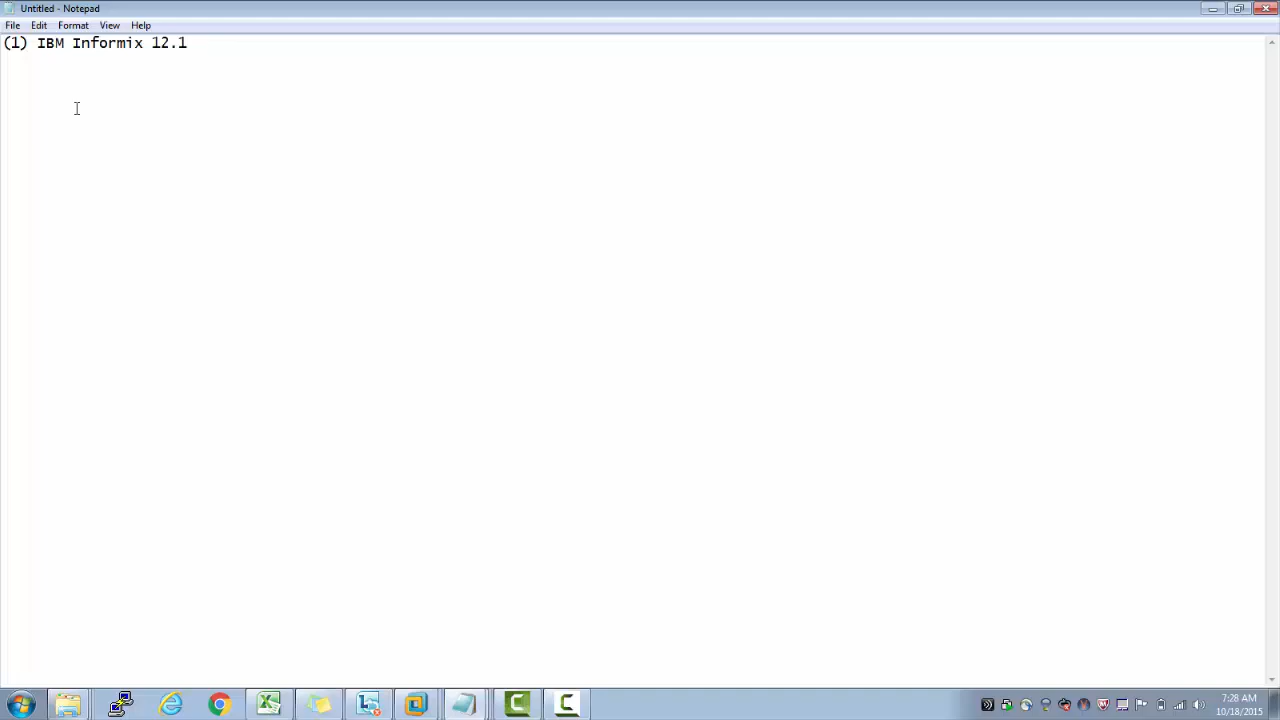 Untitled - Notepad
File Edit Format View Help
(1) IBM Informix 12.1
7:28 AM
10/18/2015